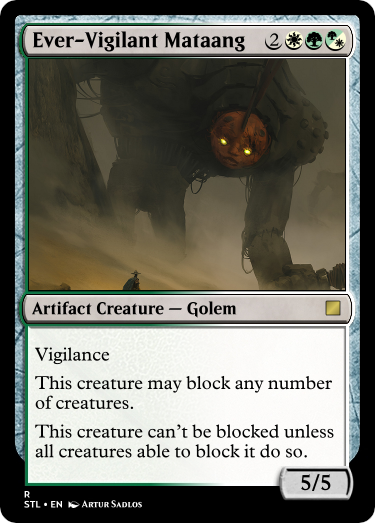 Ever-Vigilant Mataang 2
Artifact Creature — Golem
Vigilance
This creature may block any number
of creatures.
This creature can't be blocked unless
all creatures able to block it do so.
5/5
R
STL • EN Artur Sadlos